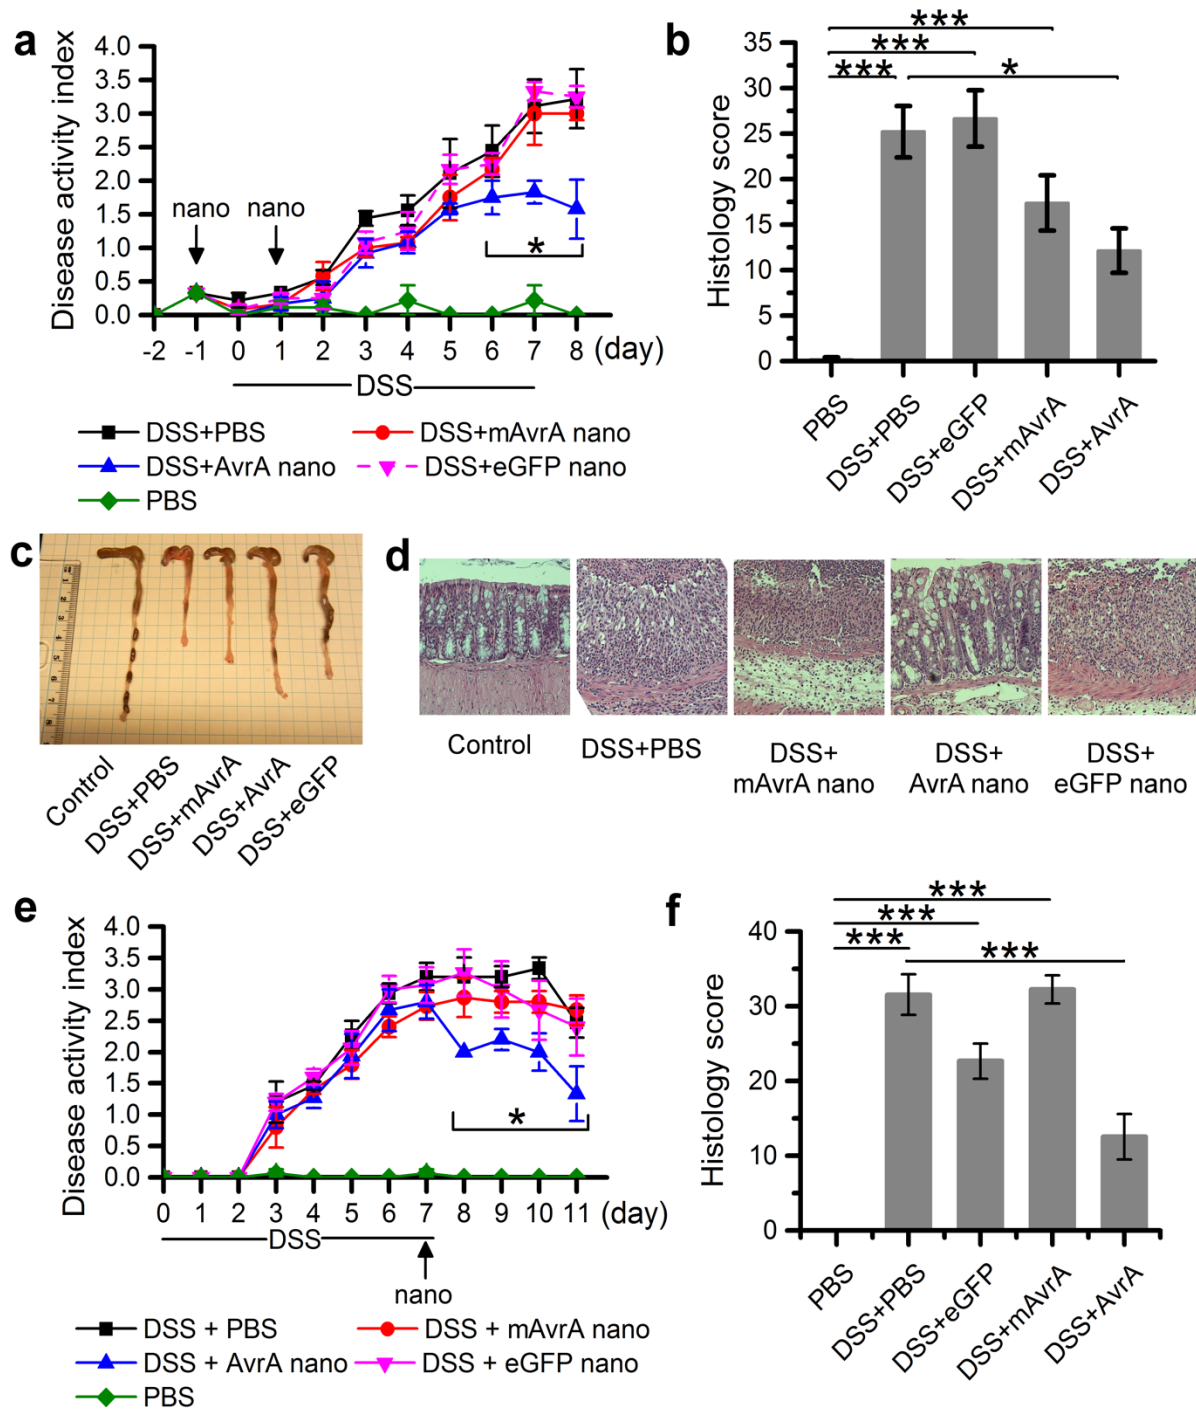 a
Disease activity index
4.0
3.5
3.0
2.5
2.0
1.5
1.0
0.5
0.0
nano nano
*
-2 -1 0 1 2 3 4 5 6 7 8 (day)
DSS
DSS+PBS DSS+mAvrA nano
DSS+AvrA nano DSS+eGFP nano
PBS
b
Histology score
35
30
25
20
15
10
5
0
***
***
*** *
PBS
DSS+PBS
DSS+eGFP
DSS+mAvrA
DSS+AvrA
c
Control
DSS+PBS
DSS+mAvrA
DSS+AvrA
DSS+eGFP
d
Control
DSS+PBS
DSS+
mAvrA nano
DSS+
AvrA nano
DSS+
eGFP nano
e
Disease activity index
4.0
3.5
3.0
2.5
2.0
1.5
1.0
0.5
0.0
*
0 1 2 3 4 5 6 7 8 9 10 11 (day)
DSS
nano
DSS + PBS DSS + mAvrA nano
DSS + AvrA nano DSS + eGFP nano
PBS
f
Histology score
40
30
20
10
0
***
***
*** ***
PBS
DSS+PBS
DSS+eGFP
DSS+mAvrA
DSS+AvrA